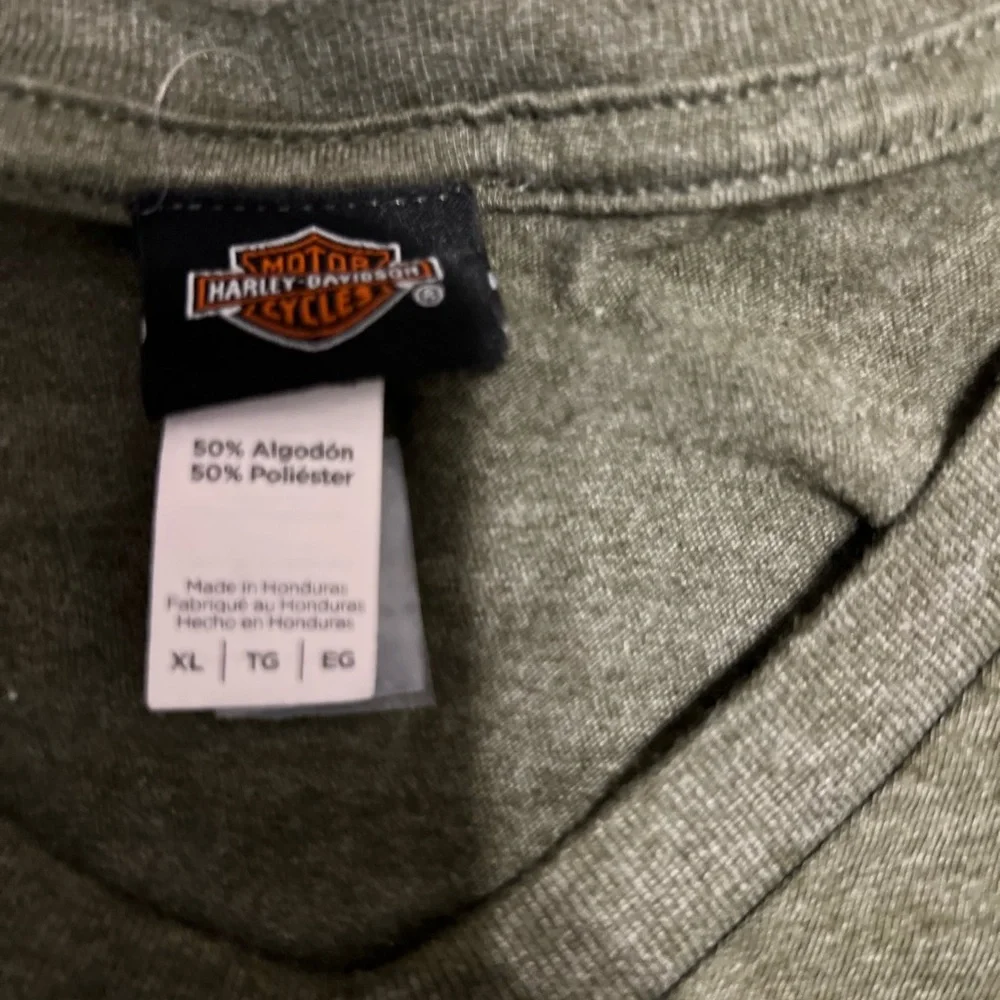 MOTOR
HARLEY-DAVIDSON
CYCLES
®
50% Algodón
50% Poliéster
Made in Honduras
Fabriqué au Honduras
Hecho en Honduras
XL | TG | EG